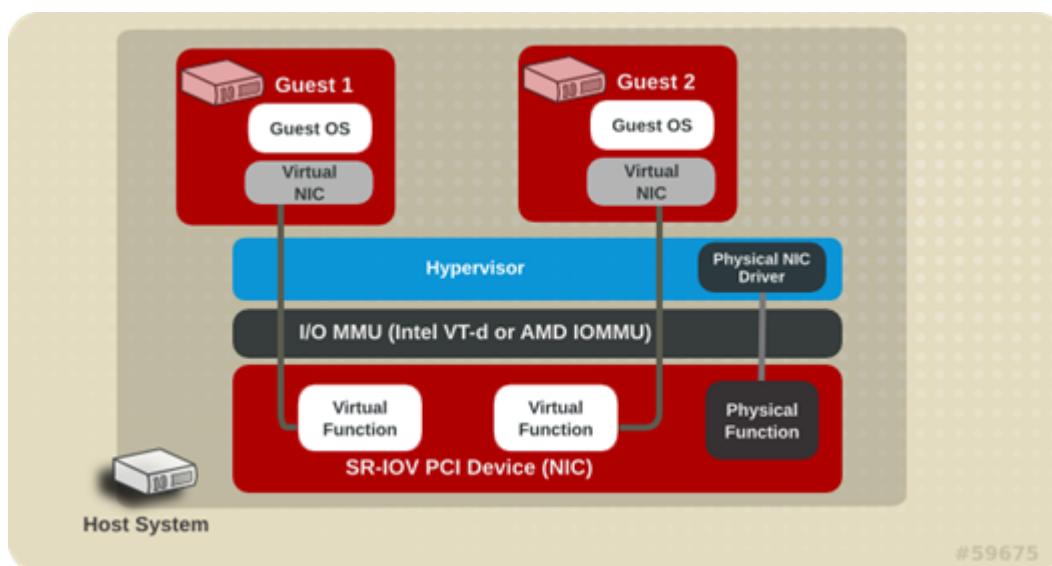 Guest 1
Guest OS
Virtual
NIC
Guest 2
Guest OS
Virtual
NIC
Hypervisor
Physical NIC
Driver
I/O MMU (Intel VT-d or AMD IOMMU)
Virtual
Function
Virtual
Function
Physical
Function
SR-IOV PCI Device (NIC)
Host System
#59675